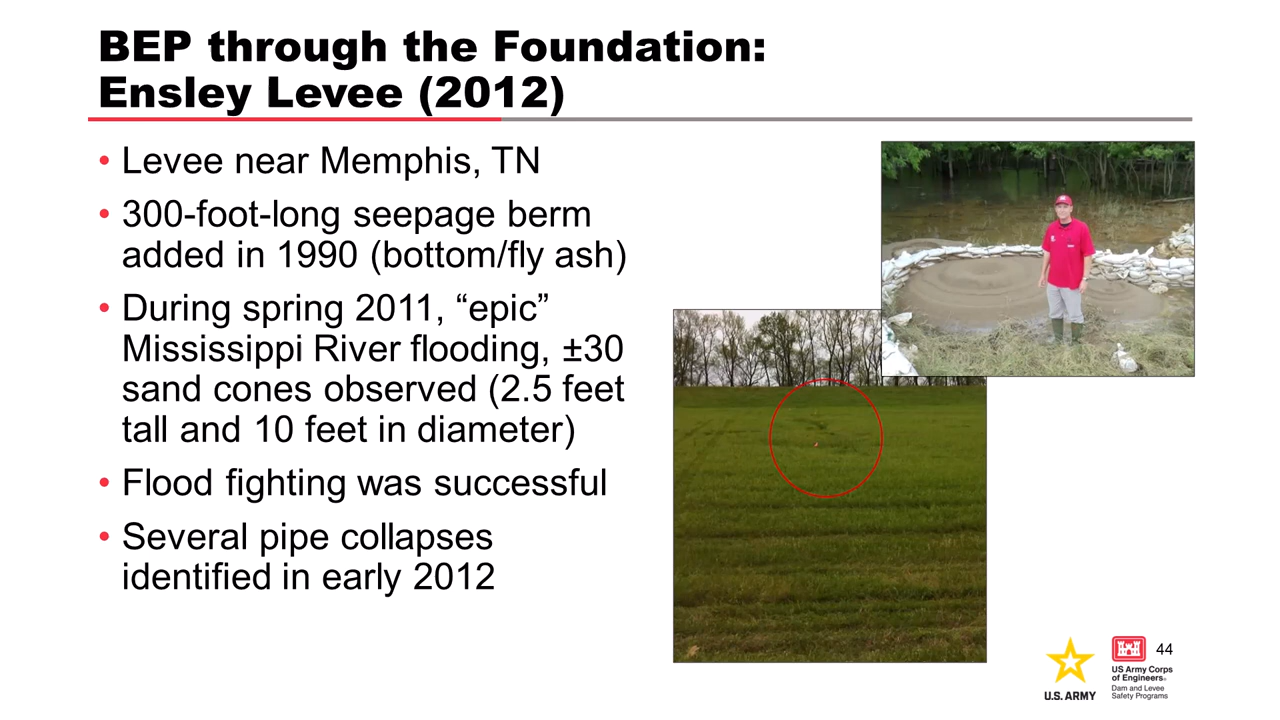 BEP through the Foundation:
Ensley Levee (2012)
• Levee near Memphis, TN
• 300-foot-long seepage berm
added in 1990 (bottom/fly ash)
• During spring 2011, “epic”
Mississippi River flooding, ±30
sand cones observed (2.5 feet
tall and 10 feet in diameter)
• Flood fighting was successful
• Several pipe collapses
identified in early 2012
44
U.S. ARMY
US Army Corps
of Engineers®
Dam and Levee
Safety Programs